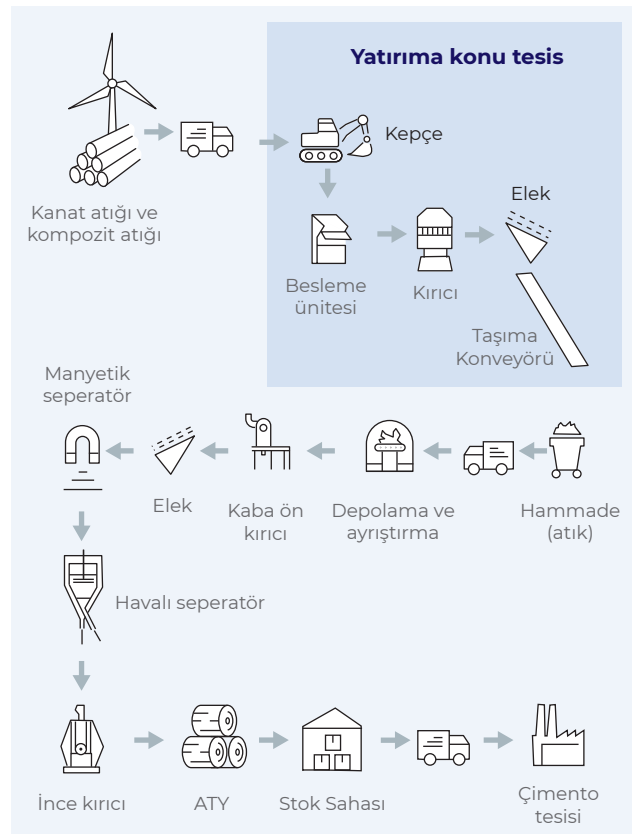 Yatırıma konu tesis
Kepçe
Kanat atığı ve
kompozit atığı
Elek
Besleme
ünitesi
Kırıcı
Taşıma
Konveyörü
Manyetik
seperatör
Elek
Kaba ön
kırıcı
Depolama ve
ayrıştırma
Hammade
(atık)
Havalı seperatör
İnce kırıcı
ATY
Stok Sahası
Çimento
tesisi